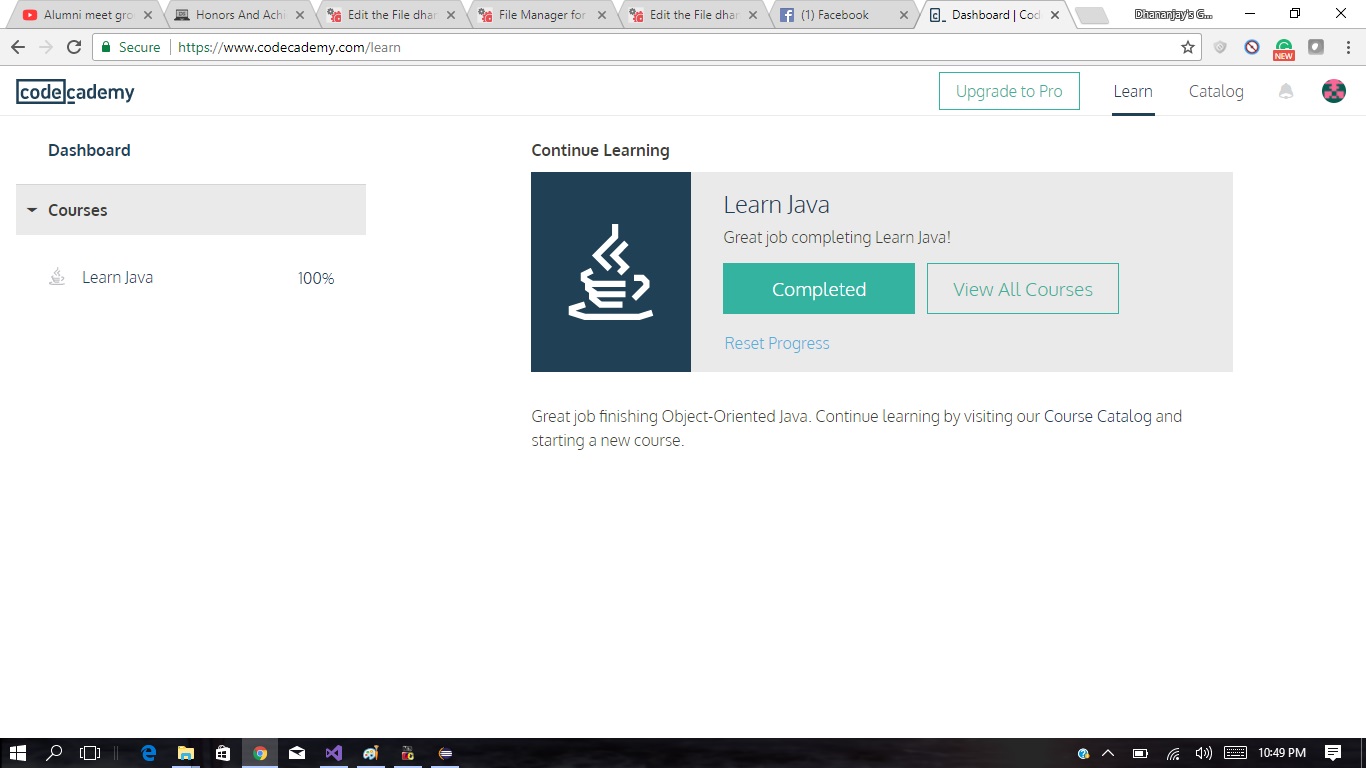 Alumni meet gro
Honors And Achi
Edit the File dhar
File Manager for
Edit the File dhar
(1) Facebook
Dashboard | Cod
Dhananjay's G...
Secure
https://www.codecademy.com/learn
NEW
codecademy
Upgrade to Pro
Learn
Catalog
Dashboard
Continue Learning
Courses
Learn Java
100%
Learn Java
Great job completing Learn Java!
Completed
View All Courses
Reset Progress
Great job finishing Object-Oriented Java. Continue learning by visiting our Course Catalog and
starting a new course.
10:49 PM